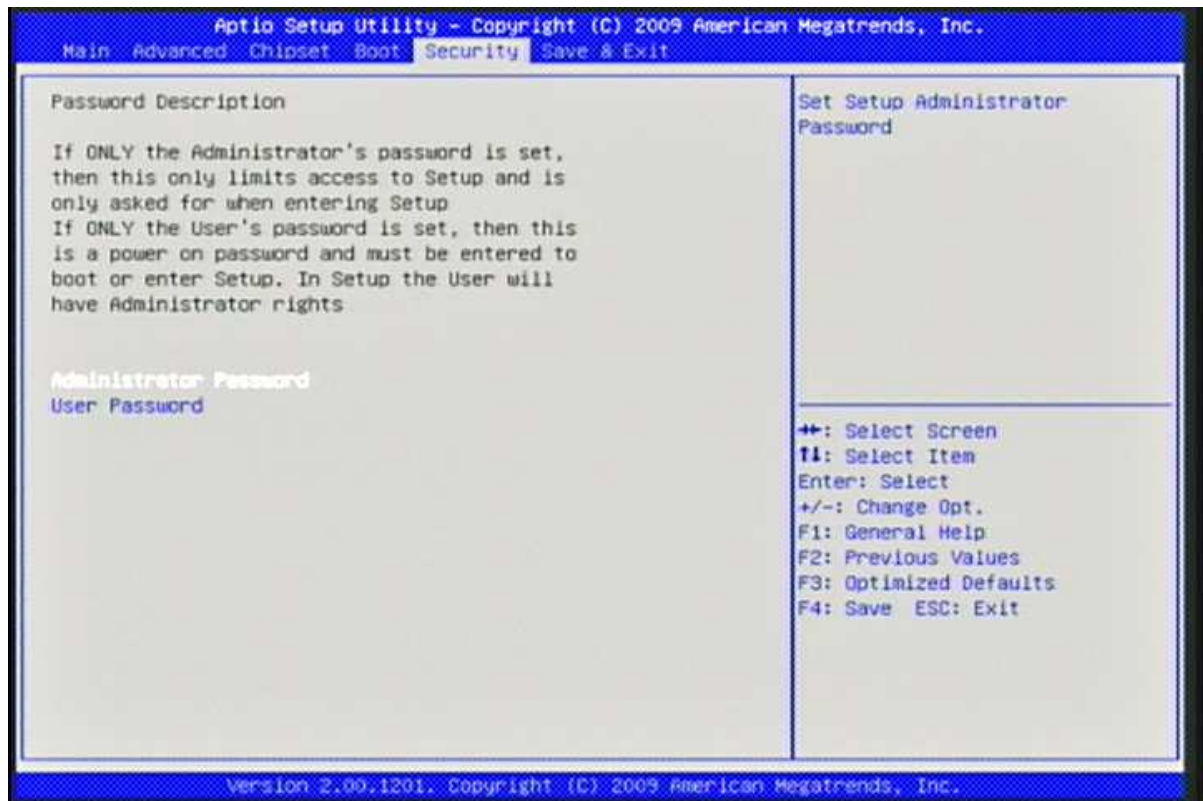 Aptio Setup Utility - Copyright (C) 2009 American Megatrends, Inc.
Main Advanced Chipset Boot Security Save & Exit
Password Description
If ONLY the Administrator's password is set,
then this only limits access to Setup and is
only asked for when entering Setup
If ONLY the User's password is set, then this
is a power on password and must be entered to
boot or enter Setup. In Setup the User will
have Administrator rights
Administrator Password
User Password
Set Setup Administrator
Password
→←: Select Screen
↑↓: Select Item
Enter: Select
+/-: Change Opt.
F1: General Help
F2: Previous Values
F3: Optimized Defaults
F4: Save ESC: Exit
Version 2.00.1201. Copyright (C) 2009 American Megatrends, Inc.